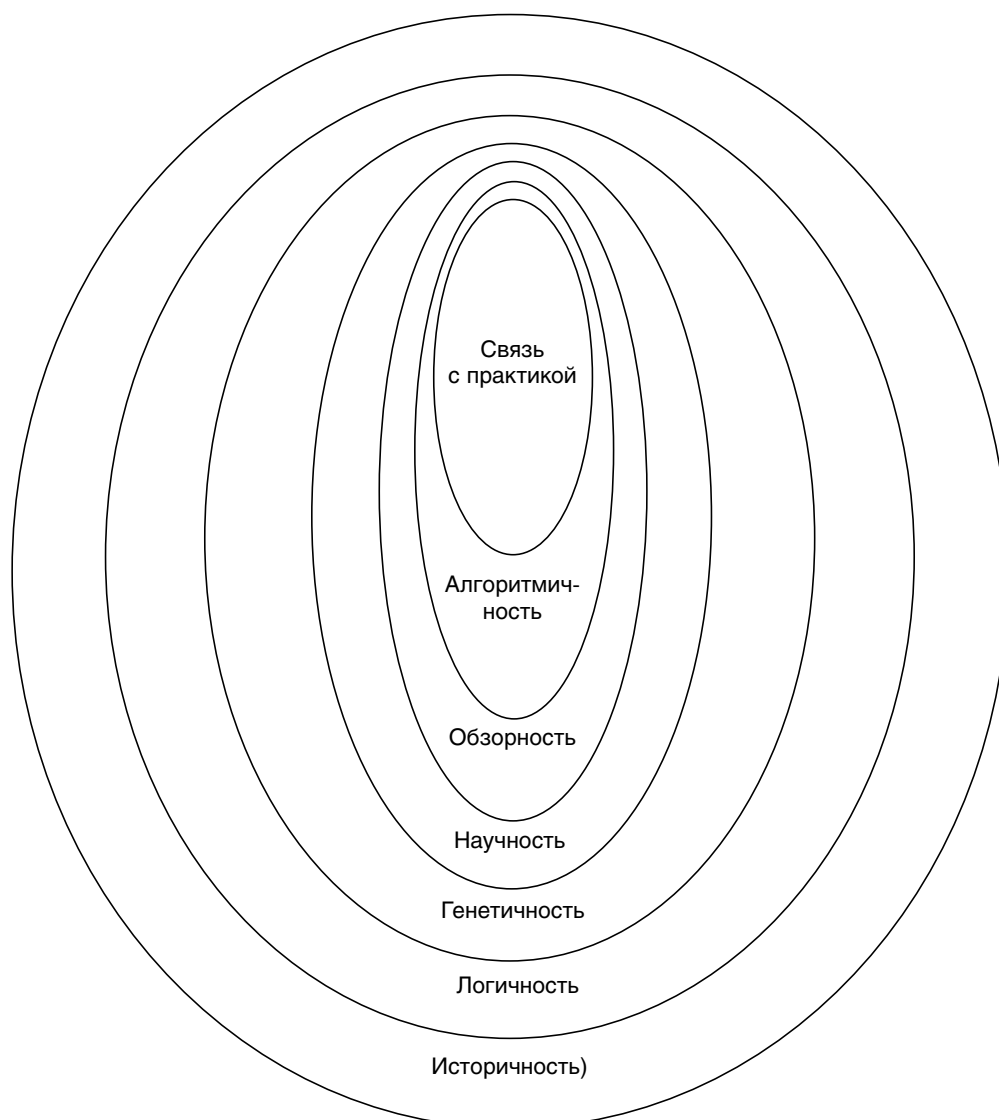 Связь
с практикой
Алгоритмич-
ность
Обзорность
Научность
Генетичность
Логичность
Историчность)